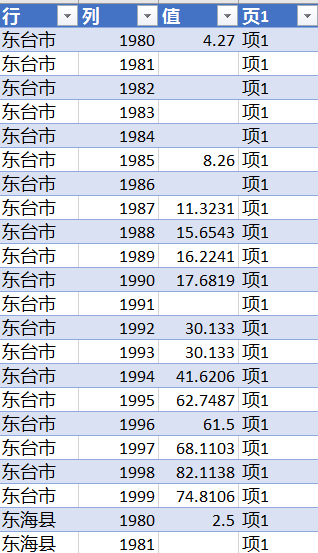 行 列 值 页1
东台市 1980 4.27 项1
东台市 1981 项1
东台市 1982 项1
东台市 1983 项1
东台市 1984 项1
东台市 1985 8.26 项1
东台市 1986 项1
东台市 1987 11.3231 项1
东台市 1988 15.6543 项1
东台市 1989 16.2241 项1
东台市 1990 17.6819 项1
东台市 1991 项1
东台市 1992 30.133 项1
东台市 1993 30.133 项1
东台市 1994 41.6206 项1
东台市 1995 62.7487 项1
东台市 1996 61.5 项1
东台市 1997 68.1103 项1
东台市 1998 82.1138 项1
东台市 1999 74.8106 项1
东海县 1980 2.5 项1
东海县 1981 项1